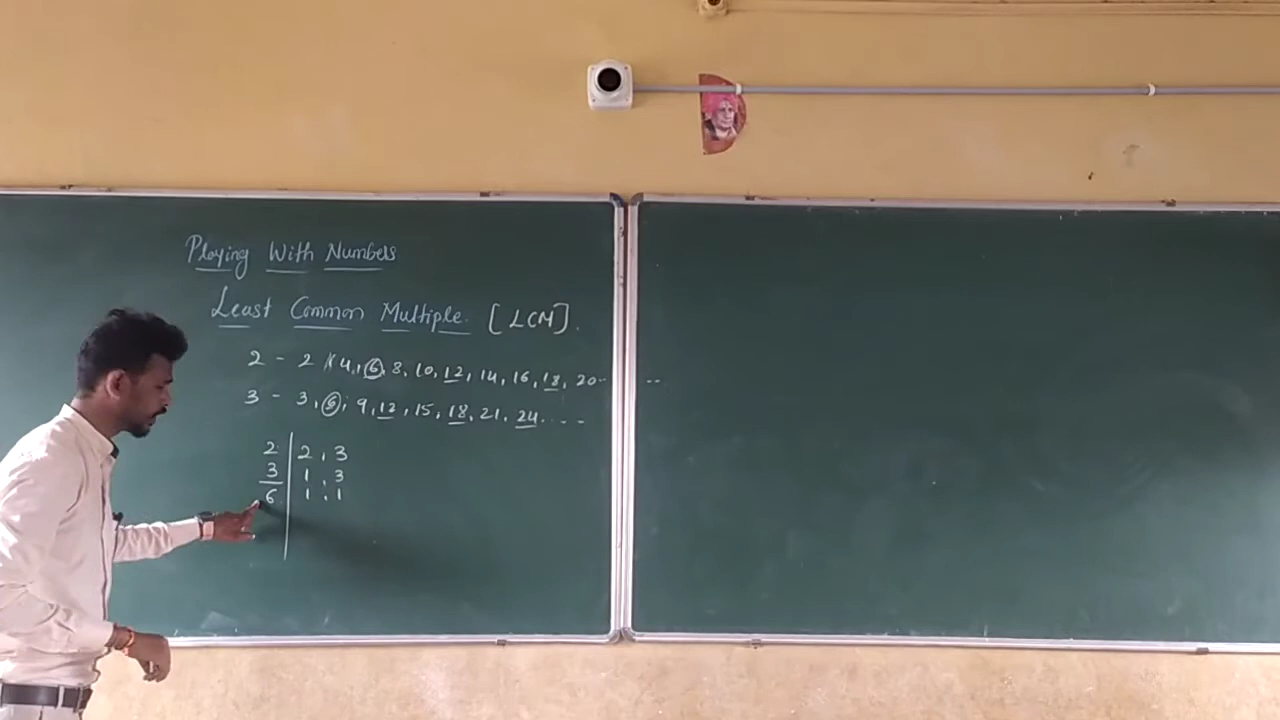 Playing With Numbers
Least Common Multiple. [LCM].
2 - 2, 4, 6, 8, 10, 12, 14, 16, 18, 20-- --
3 - 3, 6, 9, 12, 15, 18, 21, 24. - - -
2 | 2, 3
3 | 1, 3
6 | 1, 1